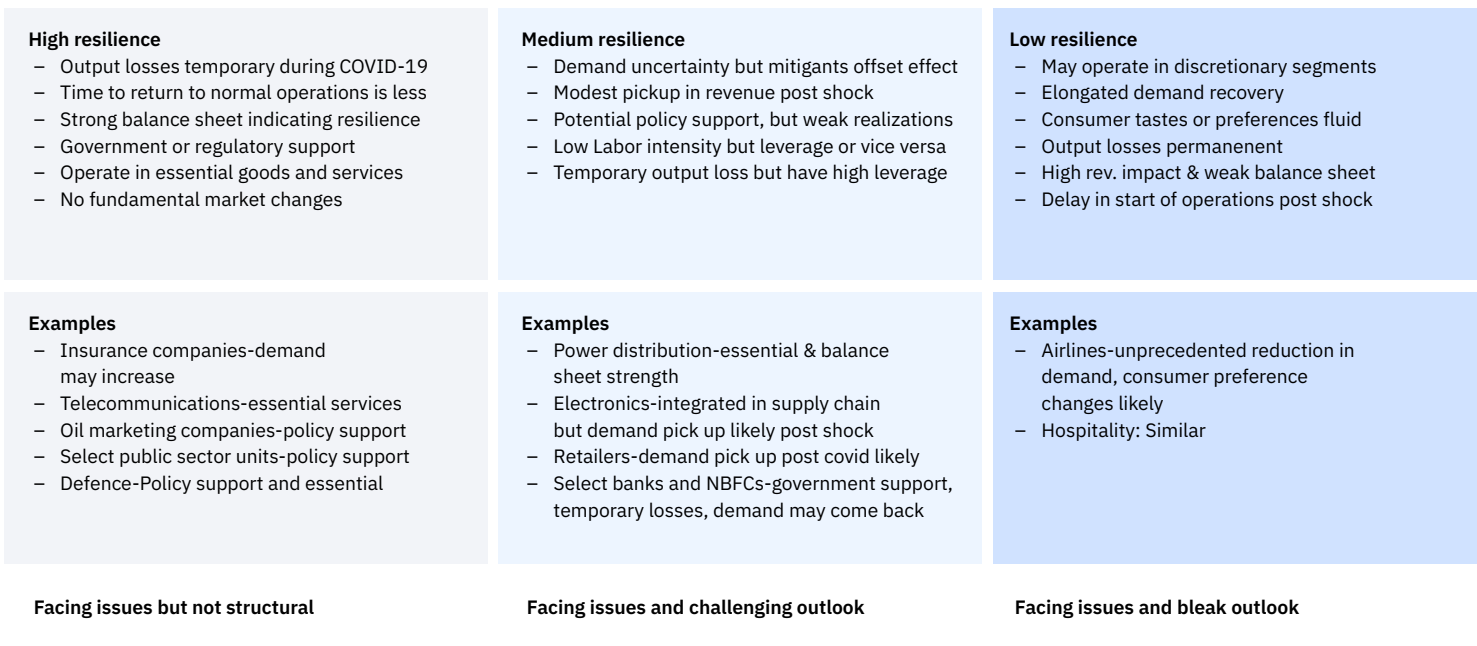 High resilience
– Output losses temporary during COVID-19
– Time to return to normal operations is less
– Strong balance sheet indicating resilience
– Government or regulatory support
– Operate in essential goods and services
– No fundamental market changes
Medium resilience
– Demand uncertainty but mitigants offset effect
– Modest pickup in revenue post shock
– Potential policy support, but weak realizations
– Low Labor intensity but leverage or vice versa
– Temporary output loss but have high leverage
Low resilience
– May operate in discretionary segments
– Elongated demand recovery
– Consumer tastes or preferences fluid
– Output losses permanenent
– High rev. impact & weak balance sheet
– Delay in start of operations post shock
Examples
– Insurance companies-demand
may increase
– Telecommunications-essential services
– Oil marketing companies-policy support
– Select public sector units-policy support
– Defence-Policy support and essential
Examples
– Power distribution-essential & balance
sheet strength
– Electronics-integrated in supply chain
but demand pick up likely post shock
– Retailers-demand pick up post covid likely
– Select banks and NBFCs-government support,
temporary losses, demand may come back
Examples
– Airlines-unprecedented reduction in
demand, consumer preference
changes likely
– Hospitality: Similar
Facing issues but not structural
Facing issues and challenging outlook
Facing issues and bleak outlook